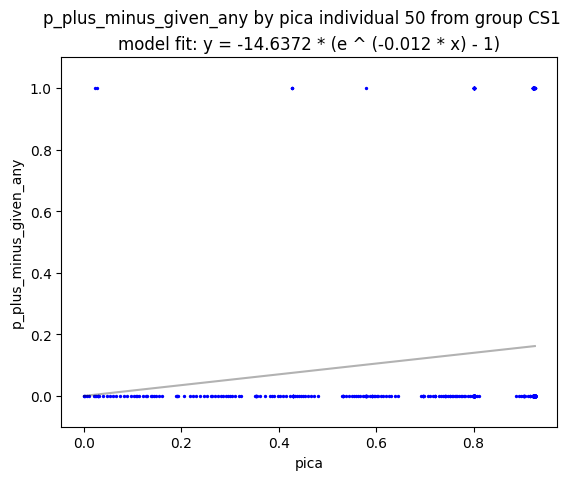 p_plus_minus_given_any by pica individual 50 from group CS1
model fit: y = -14.6372 * (e ^ (-0.012 * x) - 1)
1.0
0.8
0.6
0.4
0.2
0.0
p_plus_minus_given_any
0.0 0.2 0.4 0.6 0.8
pica